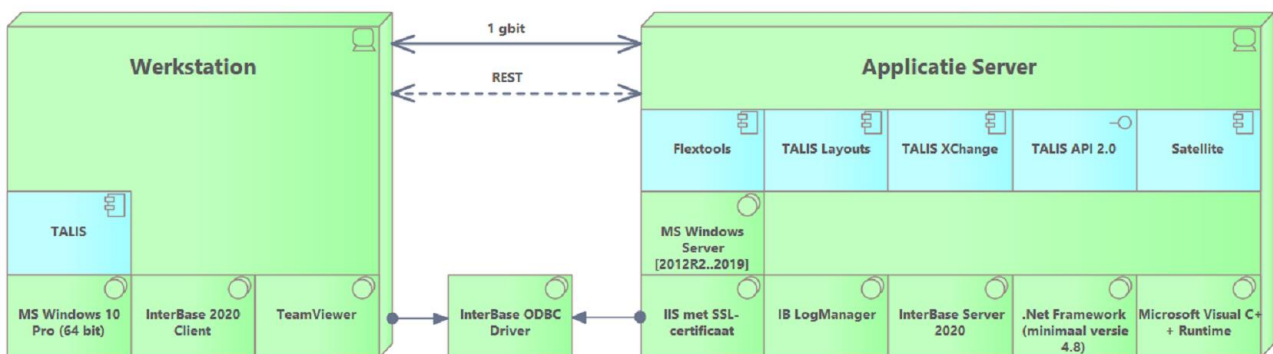 1 gbit
Werkstation
Applicatie Server
REST
Flextools
TALIS Layouts
TALIS XChange
TALIS API 2.0
Satellite
TALIS
MS Windows
Server
[2012R2..2019]
MS Windows 10
Pro (64 bit)
InterBase 2020
Client
TeamViewer
InterBase ODBC
Driver
IIS met SSL-
certificaat
IB LogManager
InterBase Server
2020
.Net Framework
(minimaal versie
4.8)
Microsoft Visual C+
+ Runtime